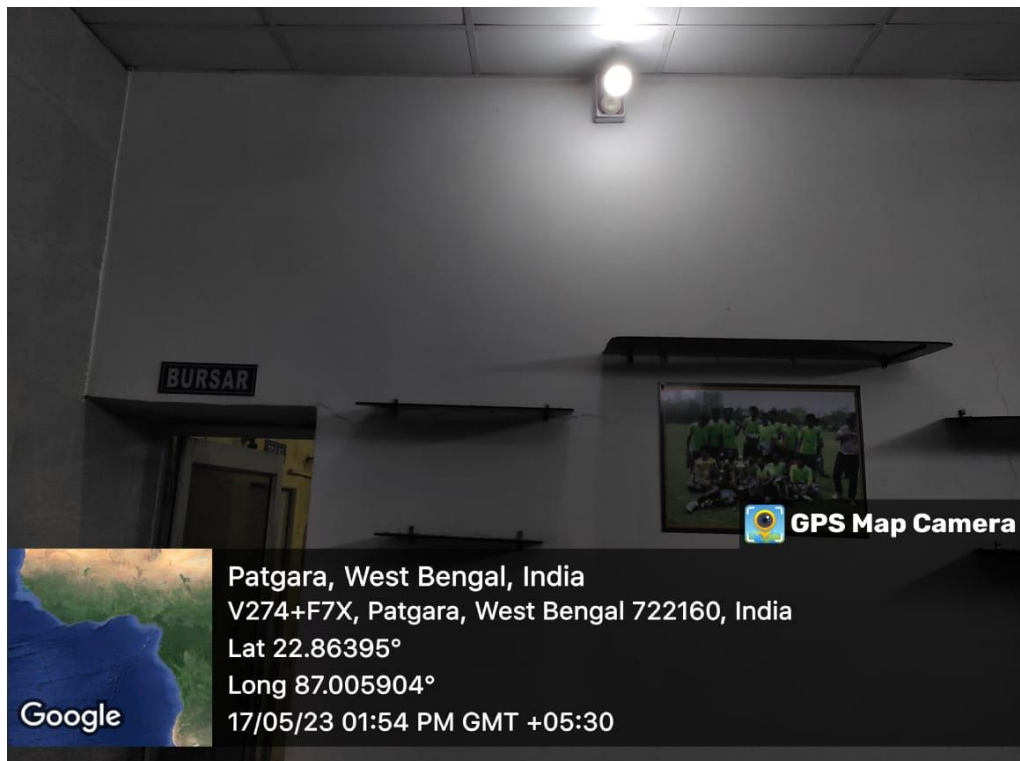 BURSAR
GPS Map Camera
Patgara, West Bengal, India
V274+F7X, Patgara, West Bengal 722160, India
Lat 22.86395°
Long 87.005904°
17/05/23 01:54 PM GMT +05:30
Google